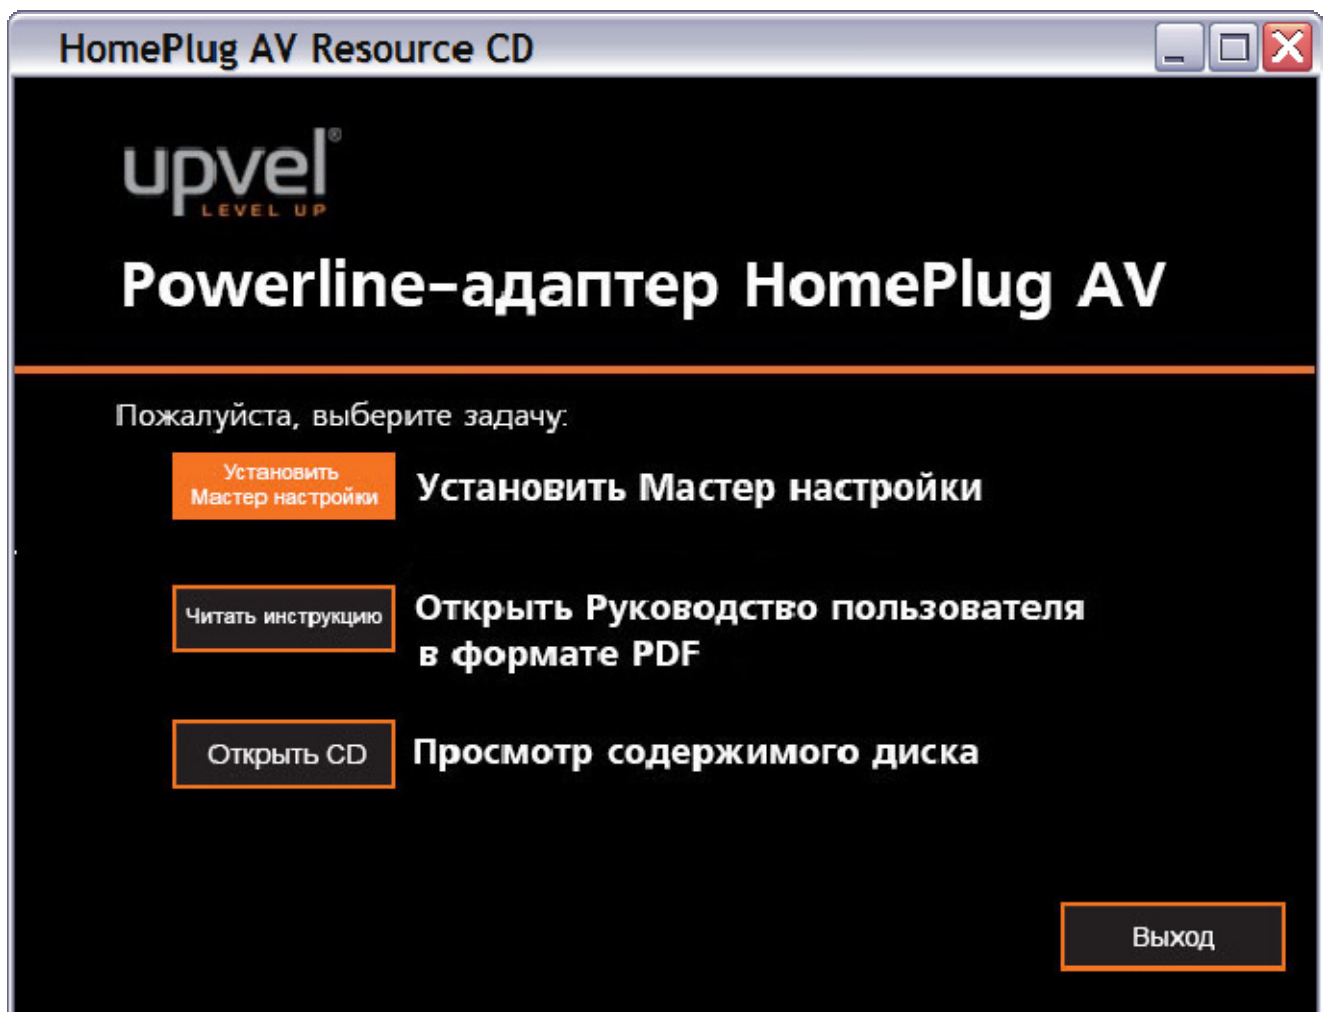 HomePlug AV Resource CD
upvel®
LEVEL UP
Powerline-адаптер HomePlug AV
Пожалуйста, выберите задачу:
Установить
Мастер настройки
Установить Мастер настройки
Читать инструкцию
Открыть Руководство пользователя
в формате PDF
Открыть CD
Просмотр содержимого диска
Выход